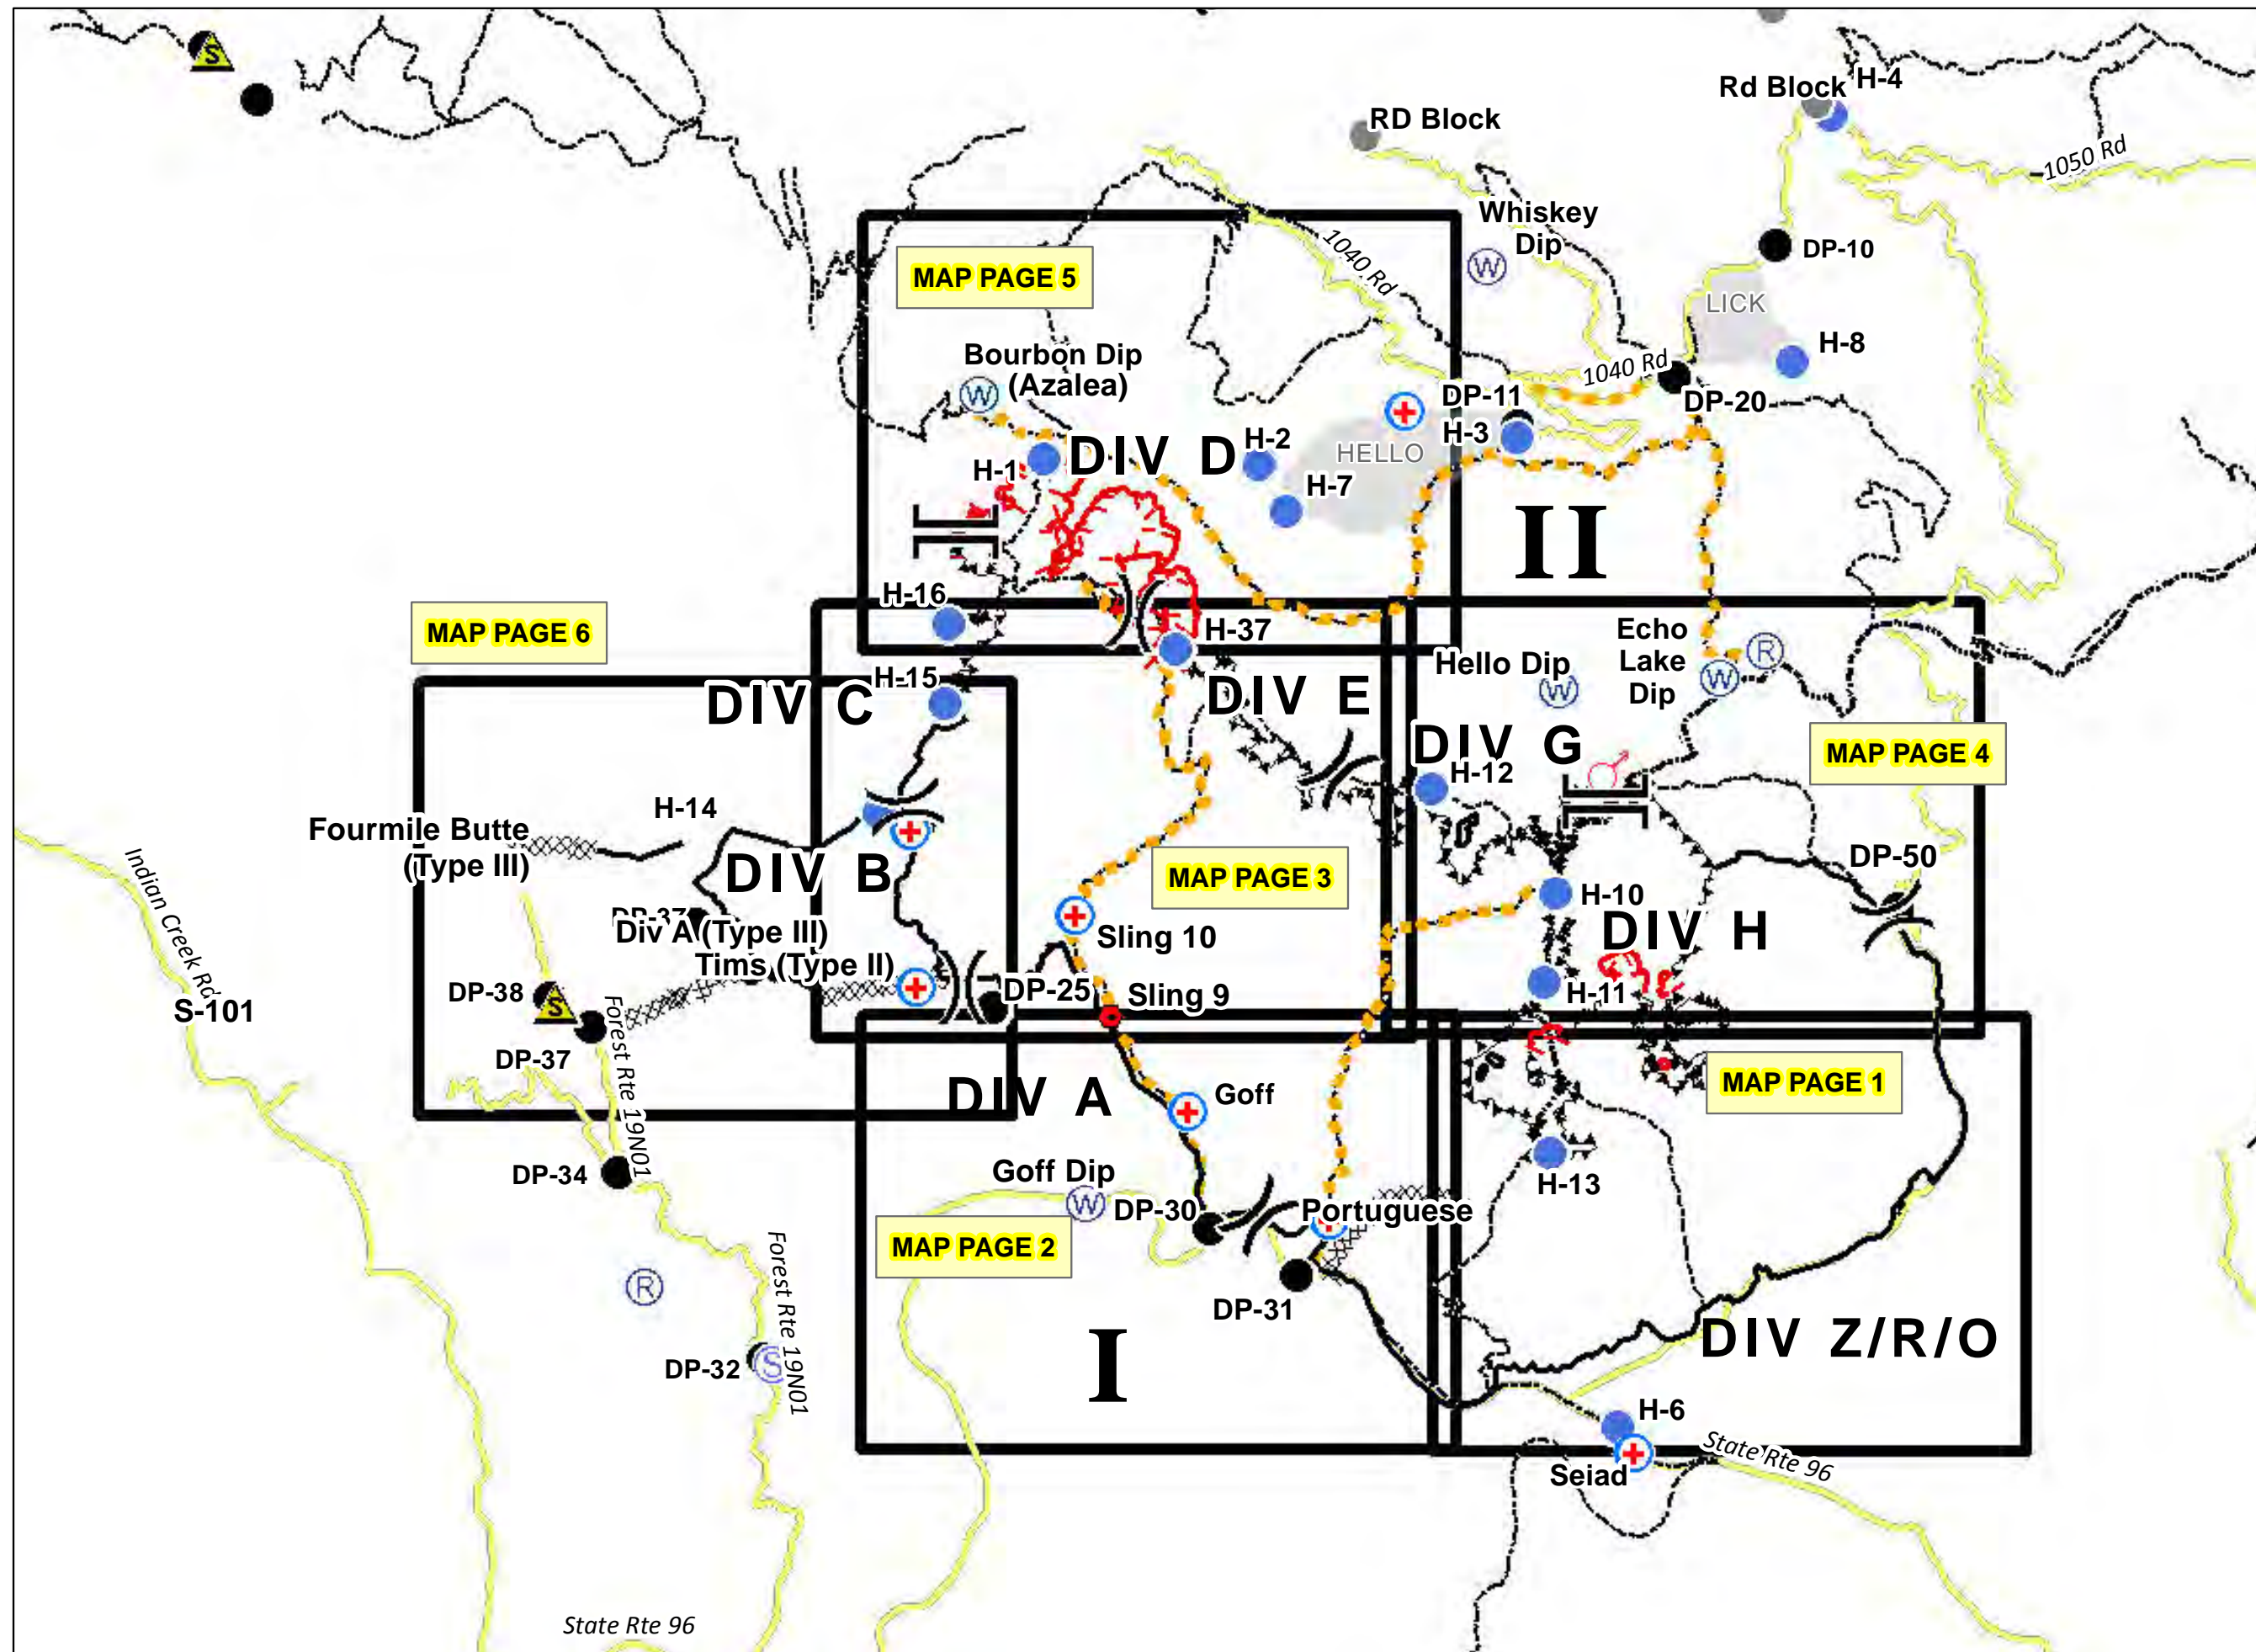 S
Rd Block
H-4
RD Block
1050 Rd
Whiskey
Dip
W
1040 Rd
DP-10
MAP PAGE 5
LICK
H-8
Bourbon Dip
(Azalea)
W
1040 Rd
DP-11
DP-20
H-3
HELLO
DIV D
H-2
H-1
H-7
II
H-16
MAP PAGE 6
H-37
Echo
Lake
Dip
R
W
Hello Dip
W
H-15
DIV C
DIV E
DIV G
MAP PAGE 4
H-12
H-14
Fourmile Butte
(Type III)
DIV B
MAP PAGE 3
DP-50
H-10
Indian Creek Rd
DP-37
Div A (Type III)
Sling 10
DIV H
Tims (Type II)
DP-38
S
DP-25
Sling 9
H-11
S-101
Forest Rte 19N01
DP-37
DIV A
Goff
MAP PAGE 1
DP-34
Goff Dip
W
DP-30
Portuguese
H-13
MAP PAGE 2
R
DP-31
Forest Rte 19N01
I
DIV Z/R/O
DP-32
S
H-6
State Rte 96
Seiad
State Rte 96